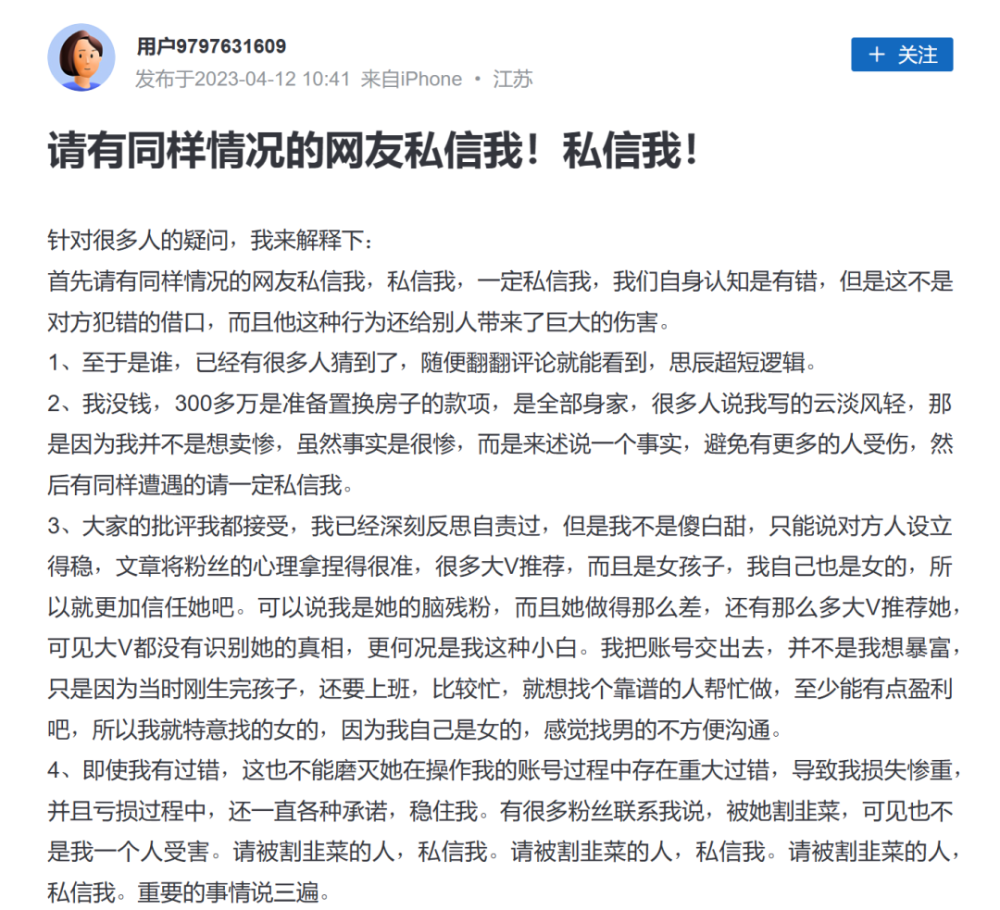 用户9797631609
发布于2023-04-12 10:41 来自iPhone • 江苏
+ 关注
请有同样情况的网友私信我！私信我！
针对很多人的疑问，我来解释下：
首先请有同样情况的网友私信我，私信我，一定私信我，我们自身认知是有错，但是这不是
对方犯错的借口，而且他这种行为还给别人带来了巨大的伤害。
1、至于是谁，已经有很多人猜到了，随便翻翻评论就能看到，思辰超短逻辑。
2、我没钱，300多万是准备置换房子的款项，是全部身家，很多人说我写的云淡风轻，那
是因为我并不是想卖惨，虽然事实是很惨，而是来述说一个事实，避免有更多的人受伤，然
后有同样遭遇的请一定私信我。
3、大家的批评我都接受，我已经深刻反思自责过，但是我不是傻白甜，只能说对方人设立
得稳，文章将粉丝的心理拿捏得很准，很多大V推荐，而且是女孩子，我自己也是女的，所
以就更加信任她吧。可以说我是她的脑残粉，而且她做得那么差，还有那么多大V推荐她，
可见大V都没有识别她的真相，更何况是我这种小白。我把账号交出去，并不是我想暴富，
只是因为当时刚生完孩子，还要上班，比较忙，就想找个靠谱的人帮忙做，至少能有点盈利
吧，所以我就特意找的女的，因为我自己是女的，感觉找男的不方便沟通。
4、即使我有过错，这也不能磨灭她在操作我的账号过程中存在重大过错，导致我损失惨重，
并且亏损过程中，还一直各种承诺，稳住我。有很多粉丝联系我说，被她割韭菜，可见也不
是我一个人受害。请被割韭菜的人，私信我。请被割韭菜的人，私信我。请被割韭菜的人，
私信我。重要的事情说三遍。